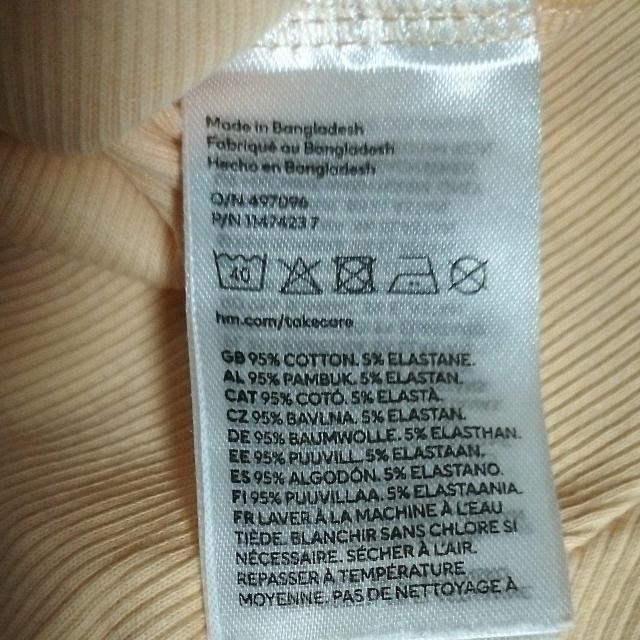 Made in Bangladesh
Fabriqué au Bangladesh
Hecho en Bangladesh
O/N 497096
P/N 1147423 7
40
hm.com/takecare
GB 95% COTTON. 5% ELASTANE.
AL 95% PAMBUK. 5% ELASTAN.
CAT 95% COTÓ. 5% ELASTÀ.
CZ 95% BAVLNA. 5% ELASTAN.
DE 95% BAUMWOLLE. 5% ELASTHAN.
EE 95% PUUVILL. 5% ELASTAAN.
ES 95% ALGODÓN. 5% ELASTANO.
FI 95% PUUVILLAA. 5% ELASTAANIA.
FR LAVER À LA MACHINE À L'EAU
TIÈDE. BLANCHIR SANS CHLORE SI
NÉCESSAIRE. SÉCHER À L'AIR.
REPASSER À TEMPÉRATURE
MOYENNE. PAS DE NETTOYAGE À